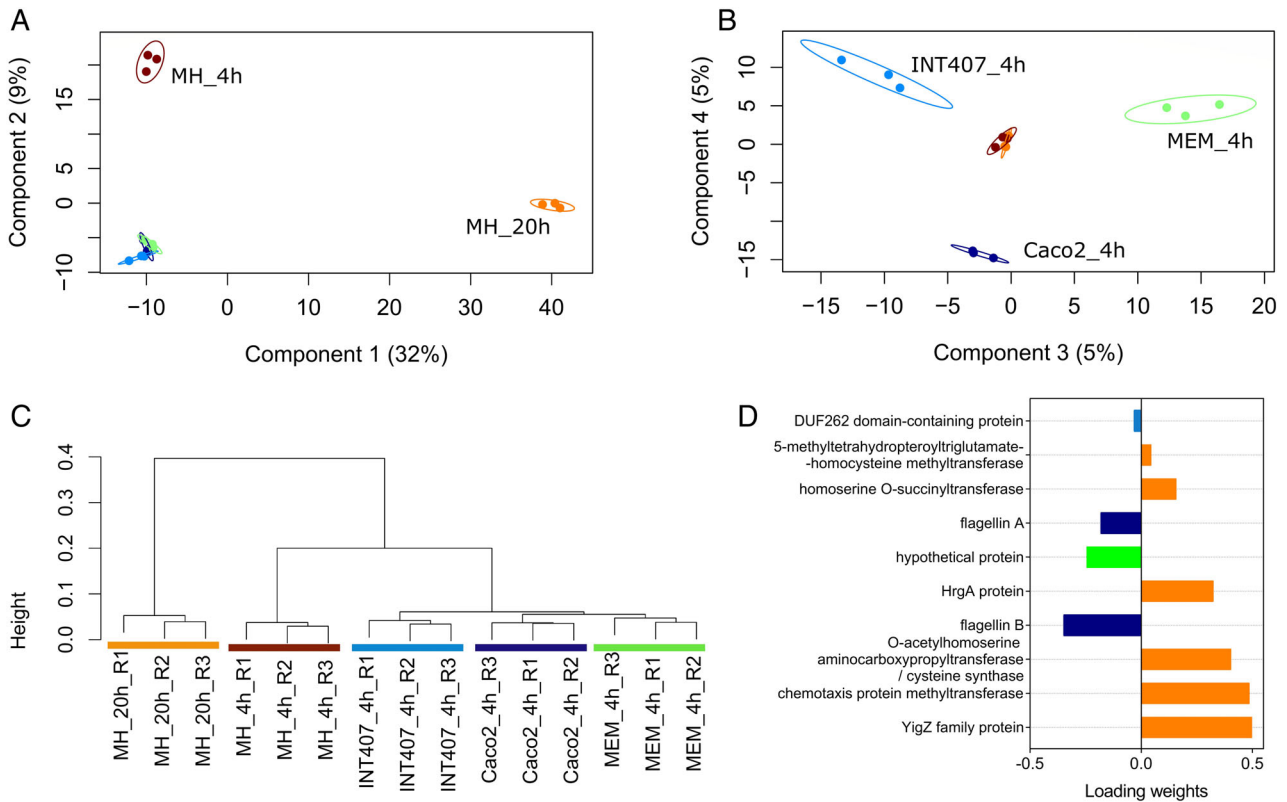 A
MH_4h
MH_20h
15
5
0
−10
−10
0
10
20
30
40
Component 2 (9%)
Component 1 (32%)
B
INT407_4h
MEM_4h
Caco2_4h
10
5
0
−5
−15
−15
−10
−5
0
5
10
15
20
Component 4 (5%)
Component 3 (5%)
C
Height
0.4
0.3
0.2
0.1
0.0
MH_20h_R1
MH_20h_R2
MH_20h_R3
MH_4h_R1
MH_4h_R2
MH_4h_R3
INT407_4h_R1
INT407_4h_R2
INT407_4h_R3
Caco2_4h_R3
Caco2_4h_R1
Caco2_4h_R2
MEM_4h_R3
MEM_4h_R1
MEM_4h_R2
D
DUF262 domain-containing protein
5-methyltetrahydropteroyltriglutamate-
-homocysteine methyltransferase
homoserine O-succinyltransferase
flagellin A
hypothetical protein
HrgA protein
flagellin B
O-acetylhomoserine
aminocarboxypropyltransferase
/ cysteine synthase
chemotaxis protein methyltransferase
YigZ family protein
-0.5
0.0
0.5
Loading weights